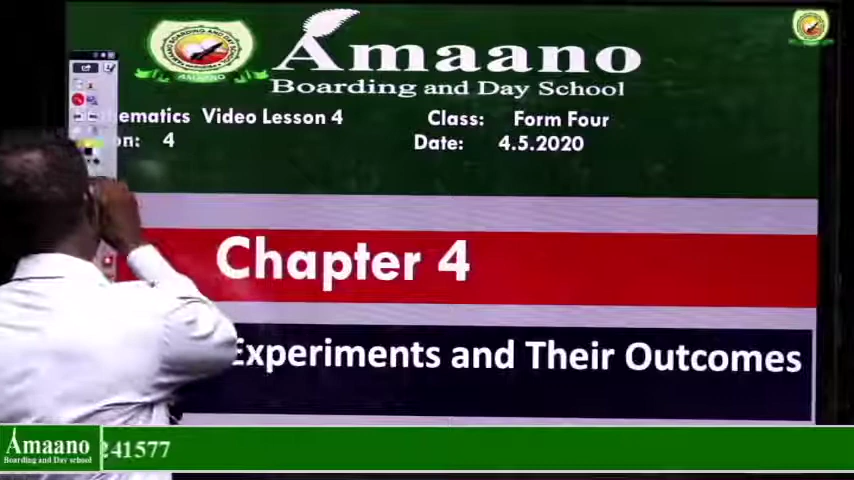 Amaano
Boarding and Day School
thematics Video Lesson 4 Class: Form Four
on: 4 Date: 4.5.2020
Chapter 4
Experiments and Their Outcomes
Amaano 241577
Boarding and Day school